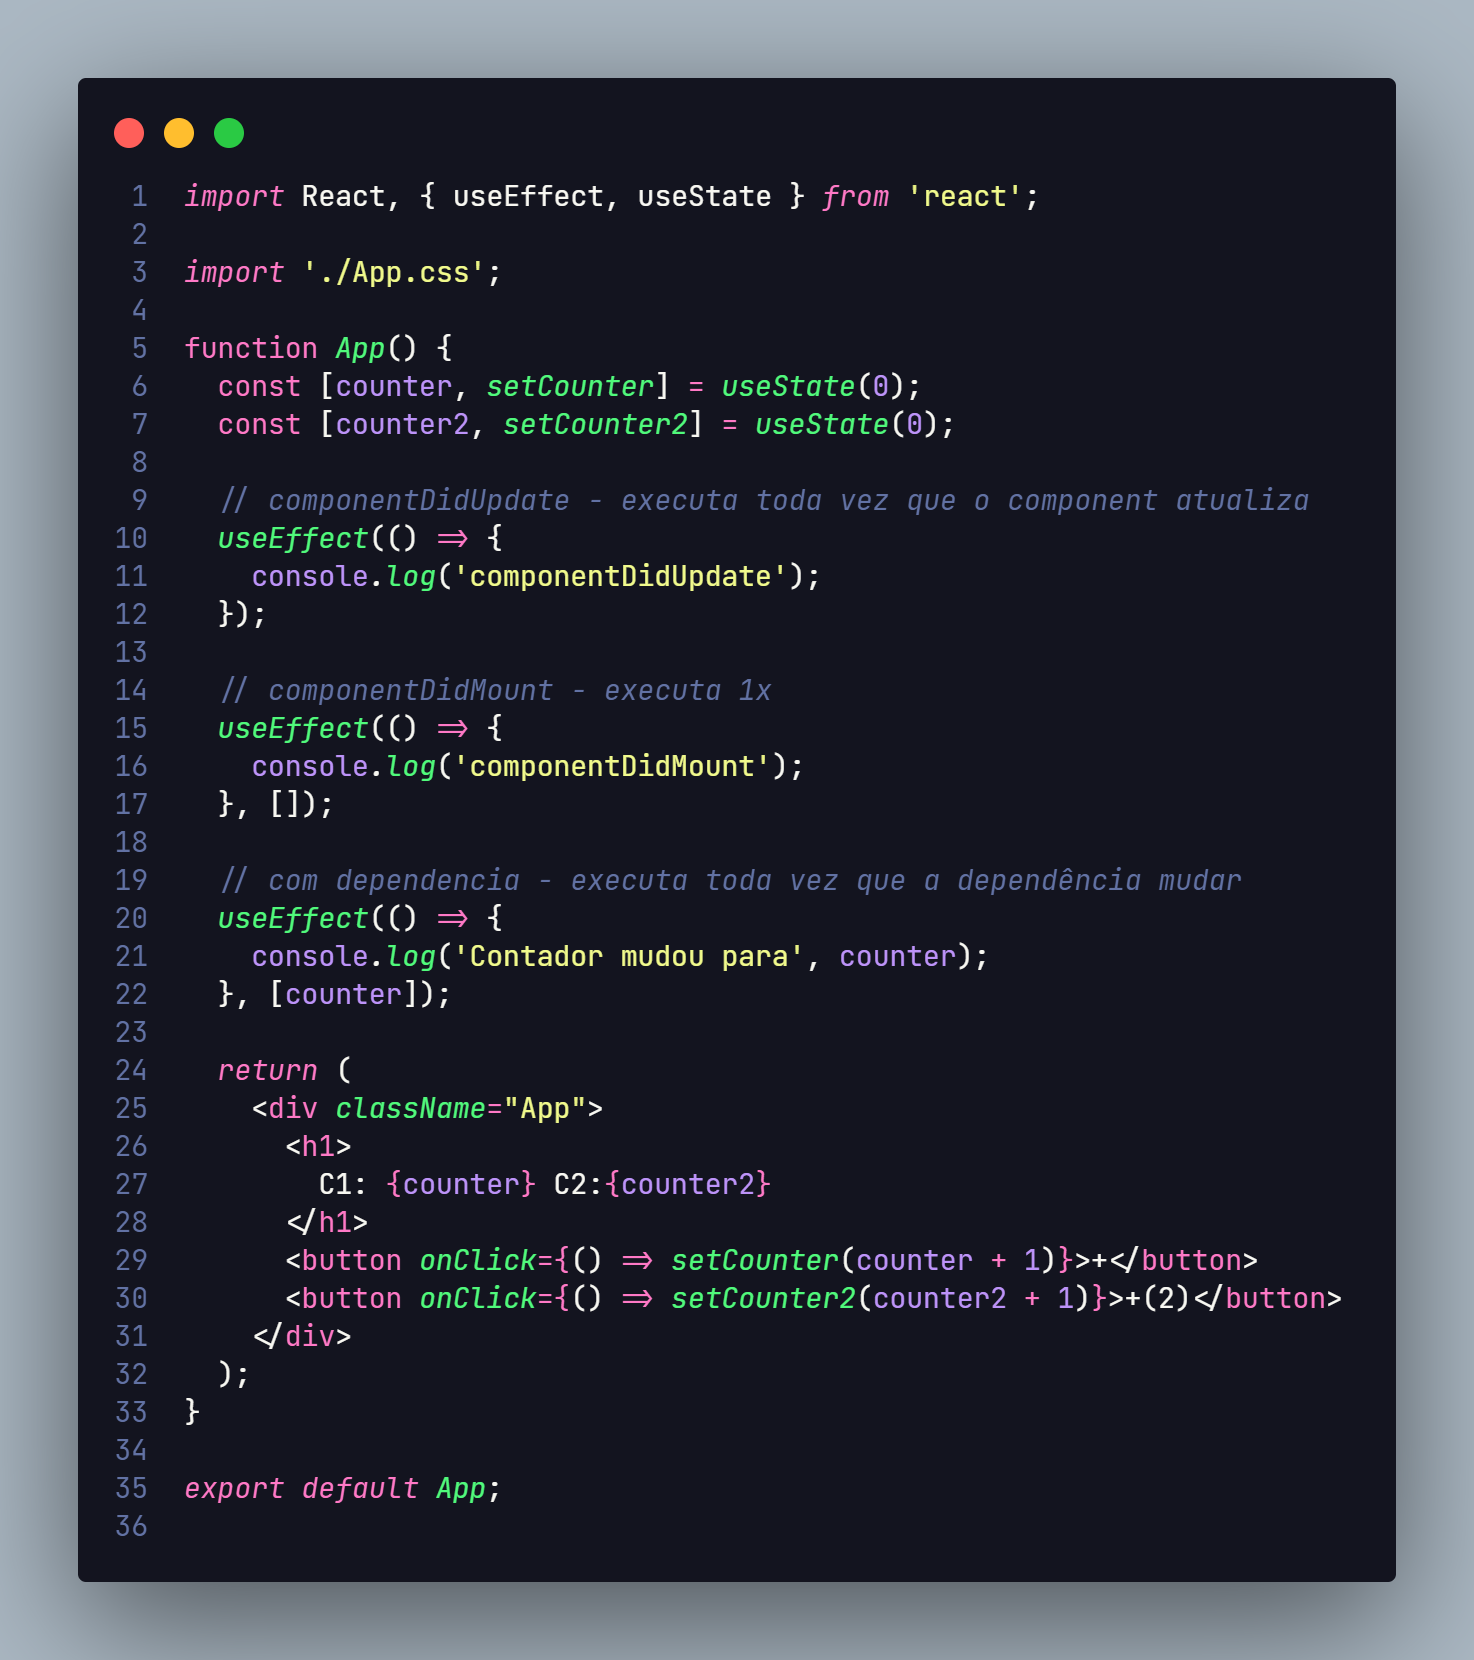 1 import React, { useEffect, useState } from 'react';
2
3 import './App.css';
4
5 function App() {
6   const [counter, setCounter] = useState(0);
7   const [counter2, setCounter2] = useState(0);
8
9   // componentDidUpdate - executa toda vez que o component atualiza
10   useEffect(() => {
11     console.log('componentDidUpdate');
12   });
13
14   // componentDidMount - executa 1x
15   useEffect(() => {
16     console.log('componentDidMount');
17   }, []);
18
19   // com dependencia - executa toda vez que a dependência mudar
20   useEffect(() => {
21     console.log('Contador mudou para', counter);
22   }, [counter]);
23
24   return (
25     <div className="App">
26       <h1>
27         C1: {counter} C2:{counter2}
28       </h1>
29       <button onClick={() => setCounter(counter + 1)}>+</button>
30       <button onClick={() => setCounter2(counter2 + 1)}>+(2)</button>
31     </div>
32   );
33 }
34
35 export default App;
36